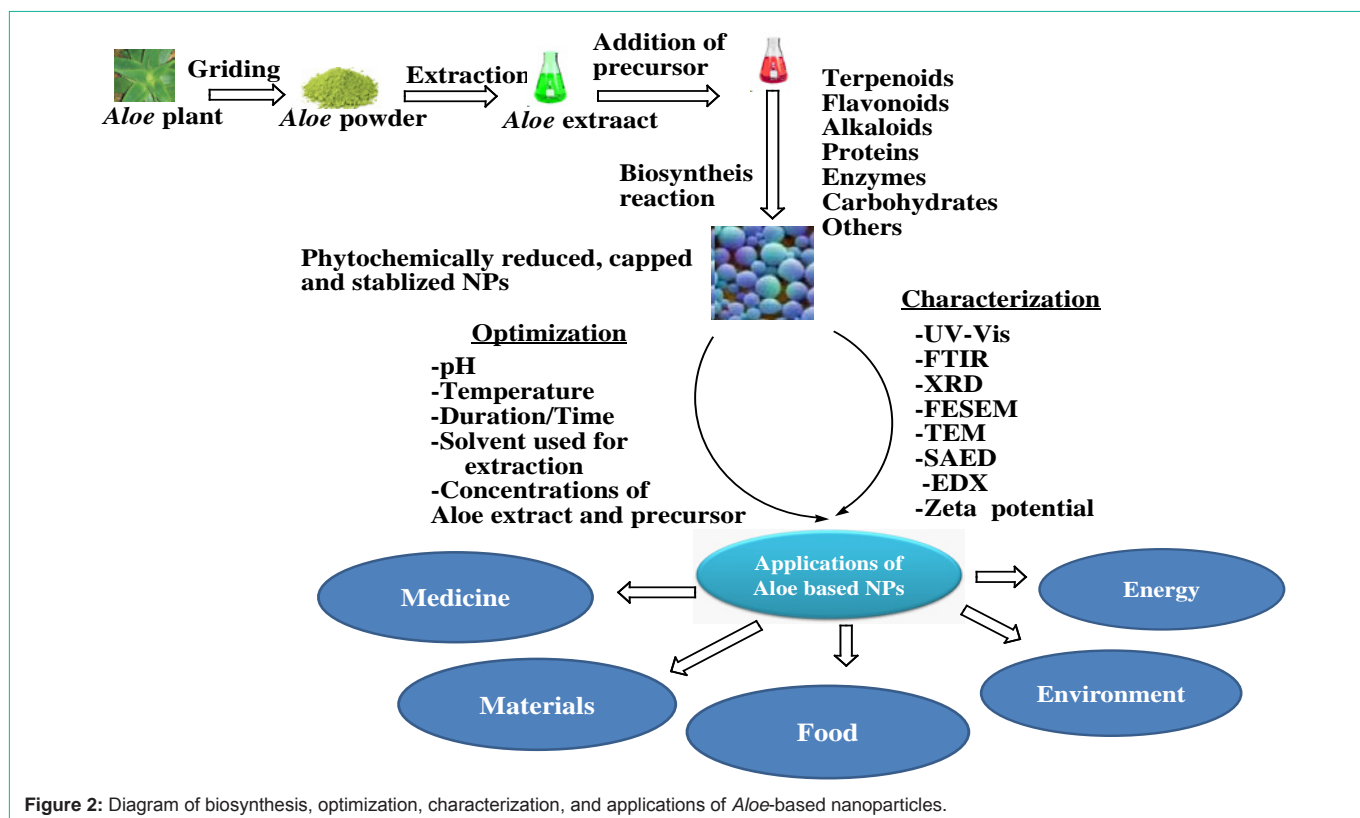 Griding
Aloe plant
Aloe powder
Extraction
Aloe extraact
Addition of
precursor
Terpenoids
Flavonoids
Alkaloids
Proteins
Enzymes
Carbohydrates
Others
Biosyntheis
reaction
Phytochemically reduced, capped
and stablized NPs
Optimization
-pH
-Temperature
-Duration/Time
-Solvent used for
extraction
-Concentrations of
Aloe extract and precursor
Characterization
-UV-Vis
-FTIR
-XRD
-FESEM
-TEM
-SAED
-EDX
-Zeta potential
Applications of
Aloe based NPs
Medicine
Materials
Food
Environment
Energy
Figure 2: Diagram of biosynthesis, optimization, characterization, and applications of Aloe-based nanoparticles.